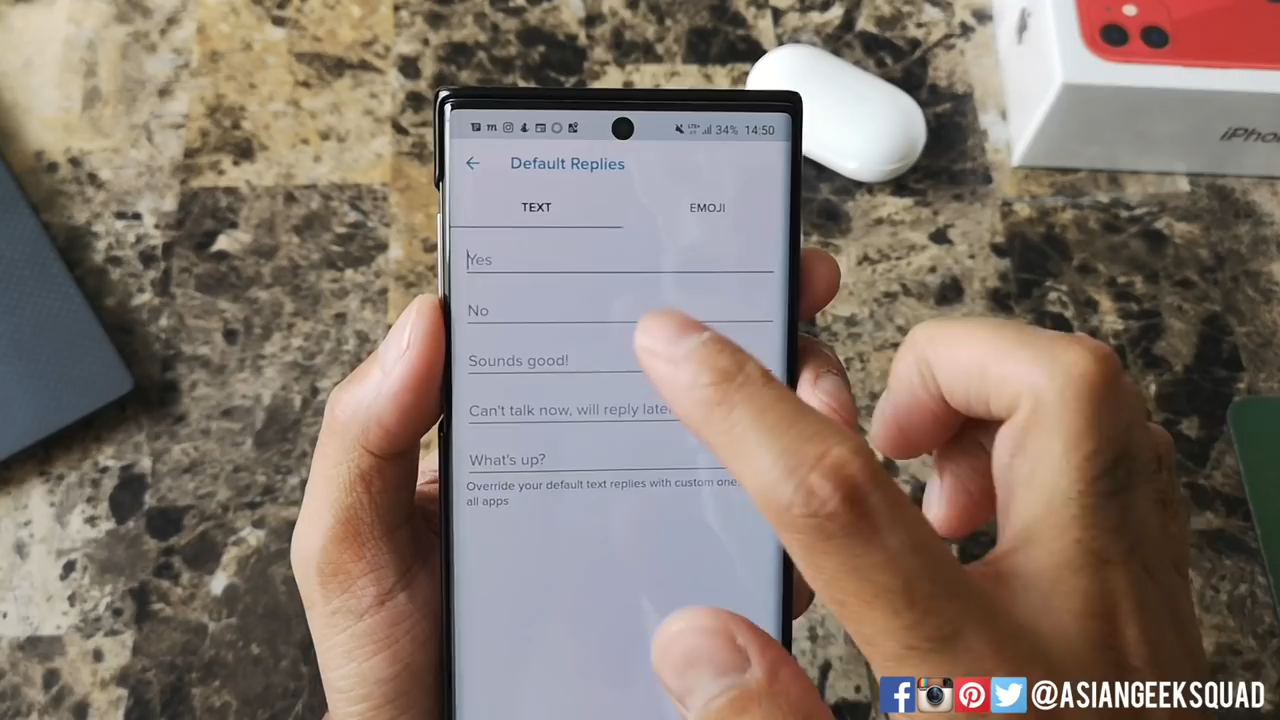 34% 14:50
Default Replies
TEXT EMOJI
Yes
No
Sounds good!
Can't talk now, will reply late
What's up?
Override your default text replies with custom one
all apps
@ASIANGEEKSQUAD